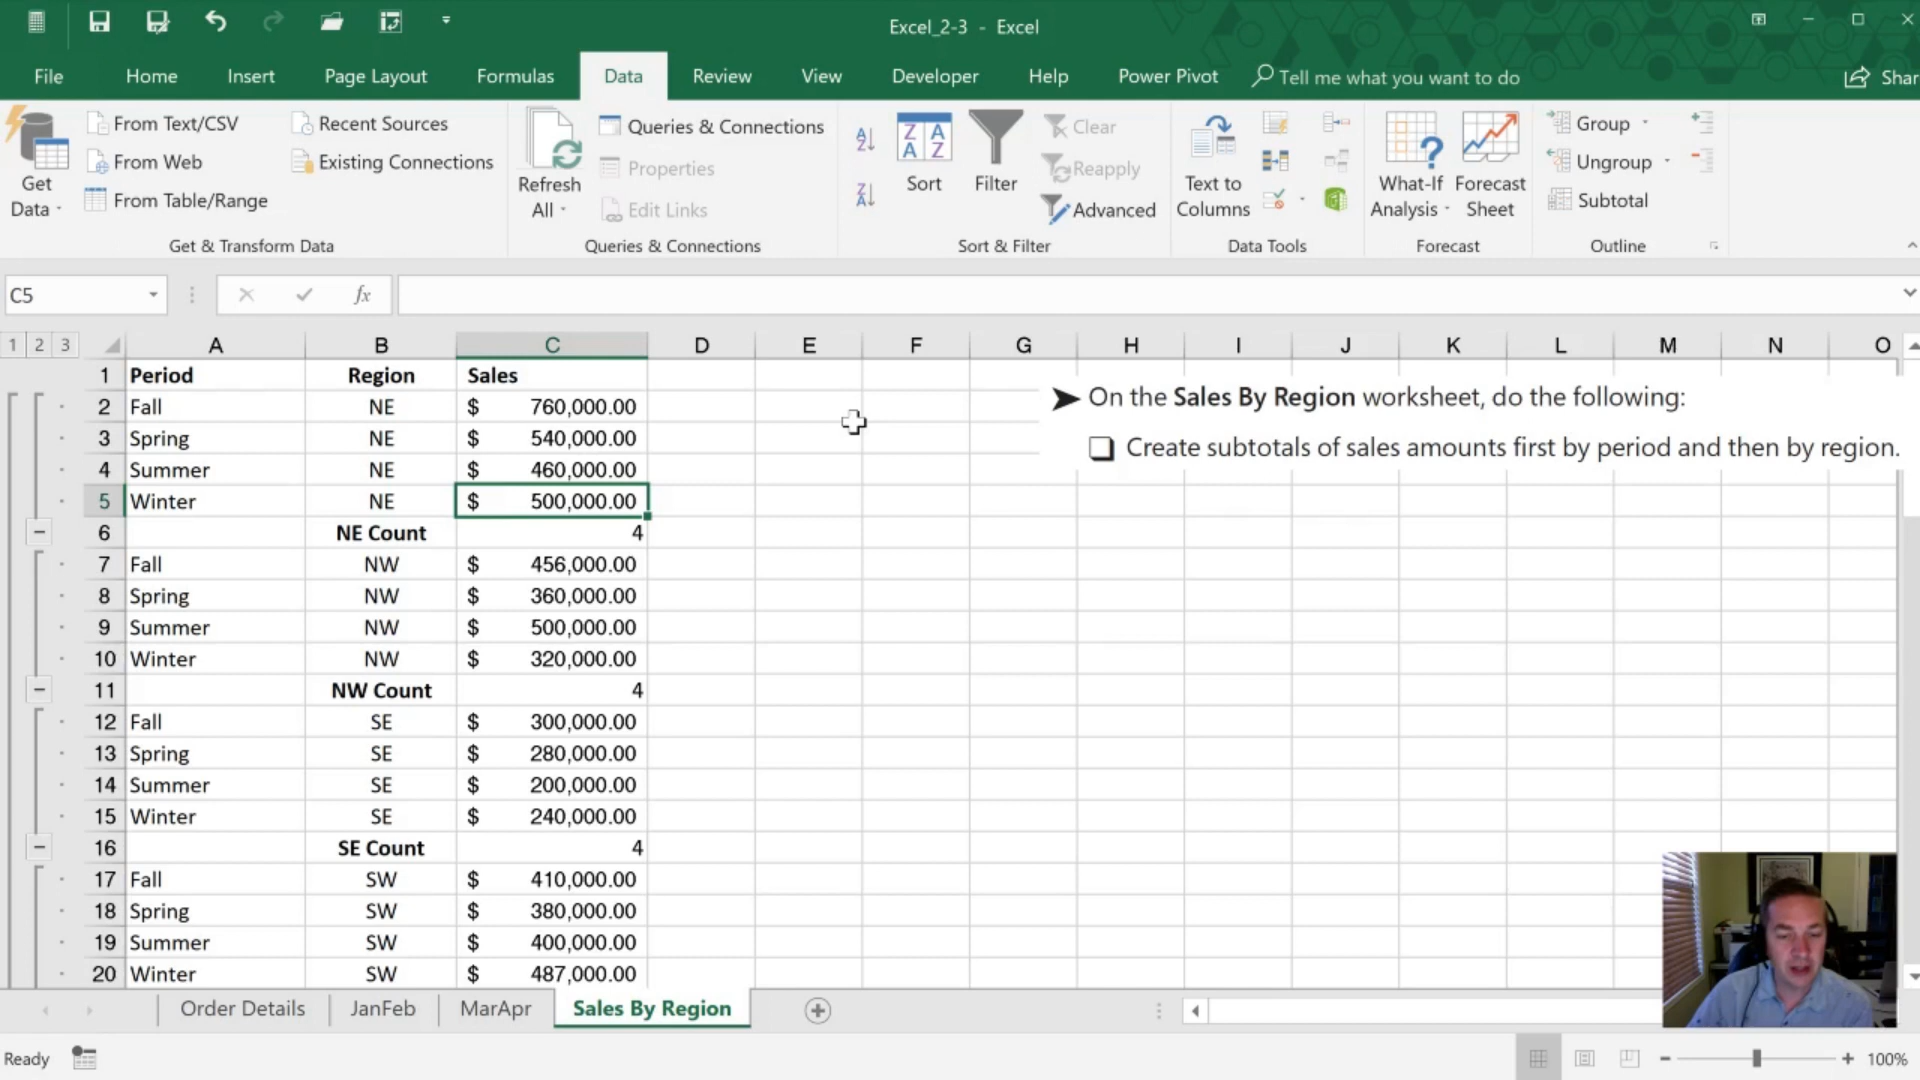 Excel_2-3 - Excel
File Home Insert Page Layout Formulas Data Review View Developer Help Power Pivot Tell me what you want to do Shar
Get Data
From Text/CSV
From Web
From Table/Range
Recent Sources
Existing Connections
Get & Transform Data
Refresh All
Queries & Connections
Properties
Edit Links
Queries & Connections
Sort
Filter
Clear
Reapply
Advanced
Sort & Filter
Text to Columns
Data Tools
What-If Analysis
Forecast Sheet
Forecast
Group
Ungroup
Subtotal
Outline
C5 fx
1 2 3 A B C D E F G H I J K L M N O
1 Period Region Sales
2 Fall NE $ 760,000.00
3 Spring NE $ 540,000.00
4 Summer NE $ 460,000.00
5 Winter NE $ 500,000.00
6 NE Count 4
7 Fall NW $ 456,000.00
8 Spring NW $ 360,000.00
9 Summer NW $ 500,000.00
10 Winter NW $ 320,000.00
11 NW Count 4
12 Fall SE $ 300,000.00
13 Spring SE $ 280,000.00
14 Summer SE $ 200,000.00
15 Winter SE $ 240,000.00
16 SE Count 4
17 Fall SW $ 410,000.00
18 Spring SW $ 380,000.00
19 Summer SW $ 400,000.00
20 Winter SW $ 487,000.00
On the Sales By Region worksheet, do the following:
Create subtotals of sales amounts first by period and then by region.
Order Details JanFeb MarApr Sales By Region
Ready 100%